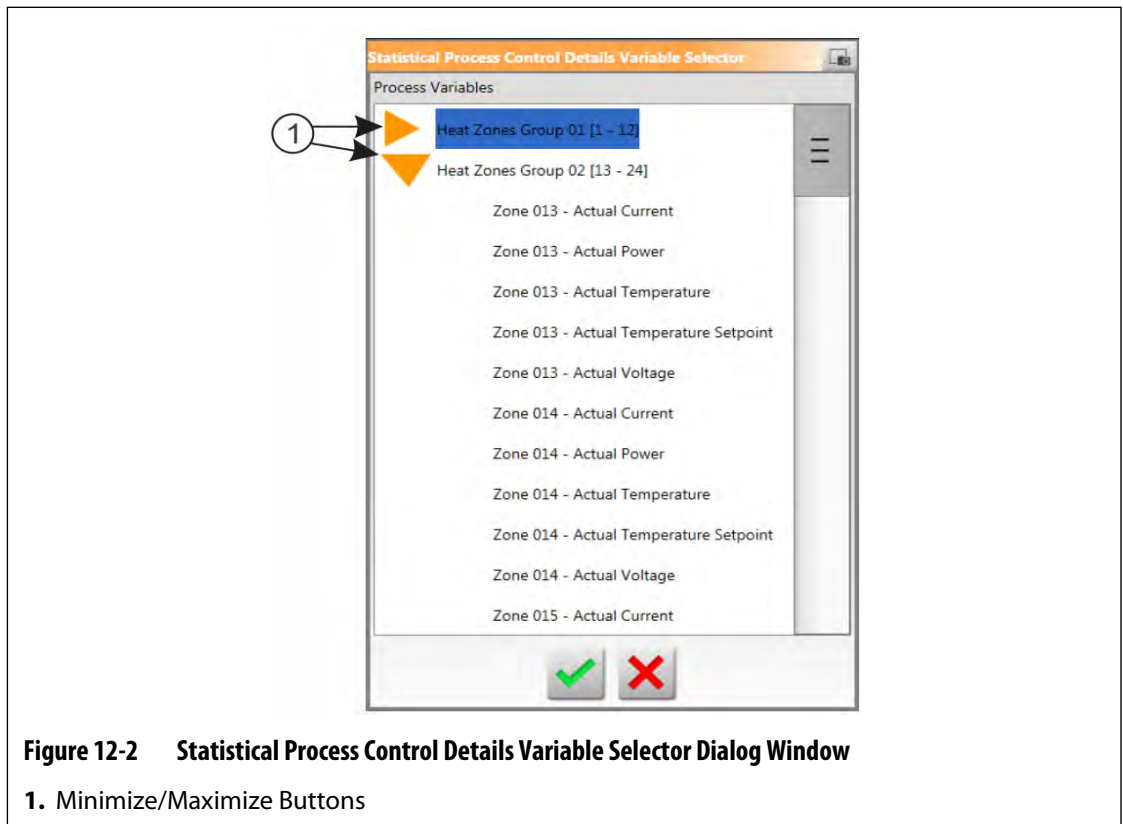 Statistical Process Control Details Variable Selector
Process Variables
1
Heat Zones Group 01 [1 - 12]
Heat Zones Group 02 [13 - 24]
Zone 013 - Actual Current
Zone 013 - Actual Power
Zone 013 - Actual Temperature
Zone 013 - Actual Temperature Setpoint
Zone 013 - Actual Voltage
Zone 014 - Actual Current
Zone 014 - Actual Power
Zone 014 - Actual Temperature
Zone 014 - Actual Temperature Setpoint
Zone 014 - Actual Voltage
Zone 015 - Actual Current
Figure 12-2 Statistical Process Control Details Variable Selector Dialog Window
1. Minimize/Maximize Buttons